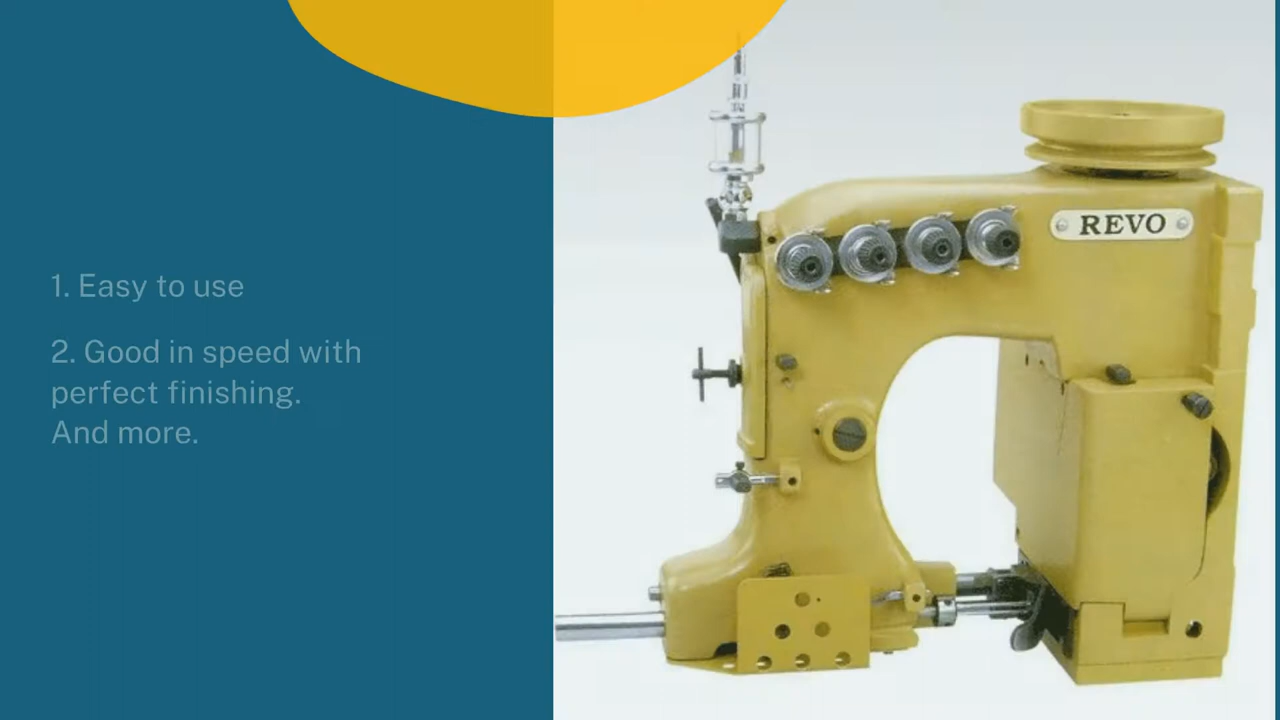 1. Easy to use
2. Good in speed with
perfect finishing.
And more.
REVO